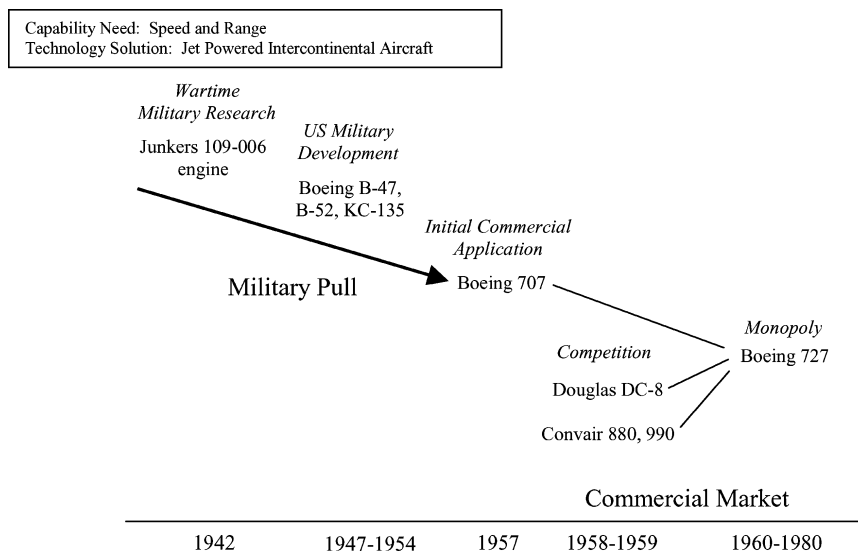 Capability Need: Speed and Range
Technology Solution: Jet Powered Intercontinental Aircraft
Wartime
Military Research
Junkers 109-006
engine
US Military
Development
Boeing B-47,
B-52, KC-135
Initial Commercial
Application
Boeing 707
Military Pull
Monopoly
Boeing 727
Competition
Douglas DC-8
Convair 880, 990
Commercial Market
1942
1947-1954
1957
1958-1959
1960-1980